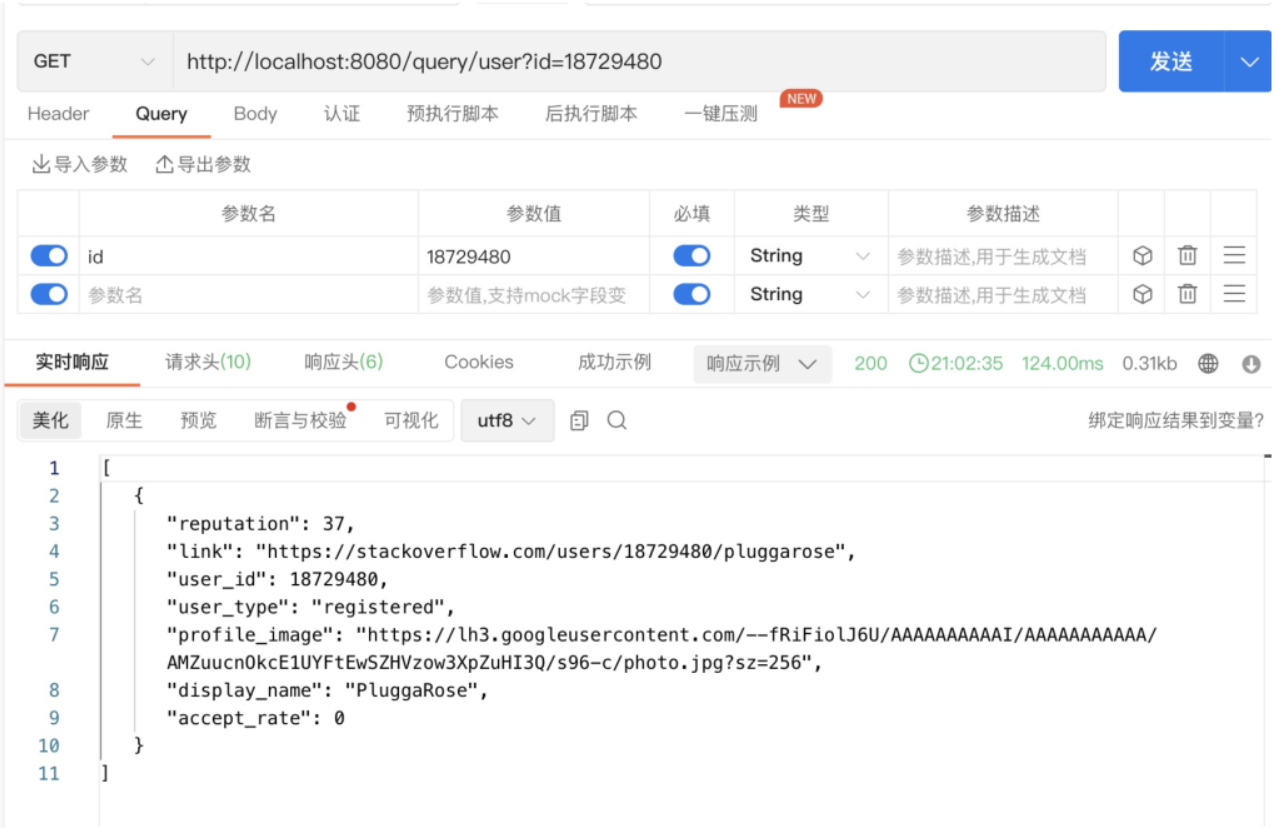 GET http://localhost:8080/query/user?id=18729480 发送
Header Query Body 认证 预执行脚本 后执行脚本 一键压测 NEW
导入参数 导出参数
参数名 参数值 必填 类型 参数描述
id 18729480 String 参数描述,用于生成文档
参数名 参数值,支持mock字段变 String 参数描述,用于生成文档
实时响应 请求头(10) 响应头(6) Cookies 成功示例 响应示例 200 21:02:35 124.00ms 0.31kb
美化 原生 预览 断言与校验 可视化 utf8 绑定响应结果到变量?
1 [
2 {
3 "reputation": 37,
4 "link": "https://stackoverflow.com/users/18729480/pluggarose",
5 "user_id": 18729480,
6 "user_type": "registered",
7 "profile_image": "https://lh3.googleusercontent.com/--fRiFiolJ6U/AAAAAAAAAAI/AAAAAAAAAAA/
AMZuucnOkcE1UYFtEwSZHVzow3XpZuHI3Q/s96-c/photo.jpg?sz=256",
8 "display_name": "PluggaRose",
9 "accept_rate": 0
10 }
11 ]